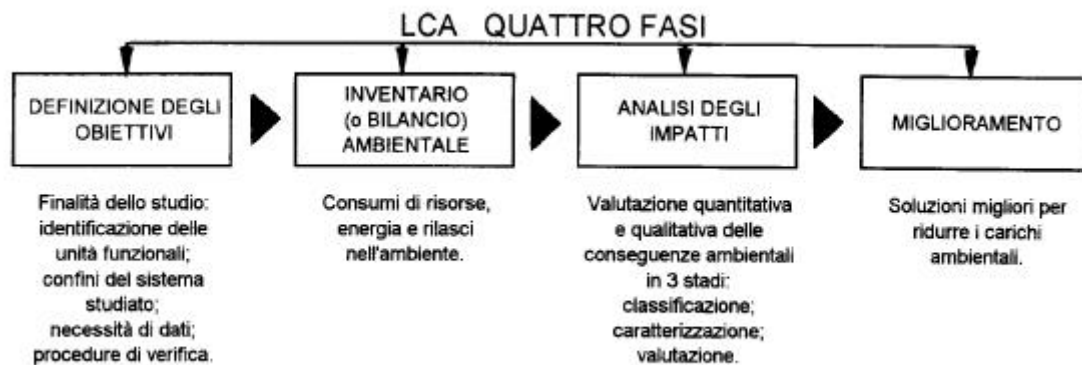 LCA QUATTRO FASI
DEFINIZIONE DEGLI
OBIETTIVI
INVENTARIO
(o BILANCIO)
AMBIENTALE
ANALISI DEGLI
IMPATTI
MIGLIORAMENTO
Finalità dello studio:
identificazione delle
unità funzionali;
confini del sistema
studiato;
necessità di dati;
procedure di verifica.
Consumi di risorse,
energia e rilasci
nell'ambiente.
Valutazione quantitativa
e qualitativa delle
conseguenze ambientali
in 3 stadi:
classificazione;
caratterizzazione;
valutazione.
Soluzioni migliori per
ridurre i carichi
ambientali.